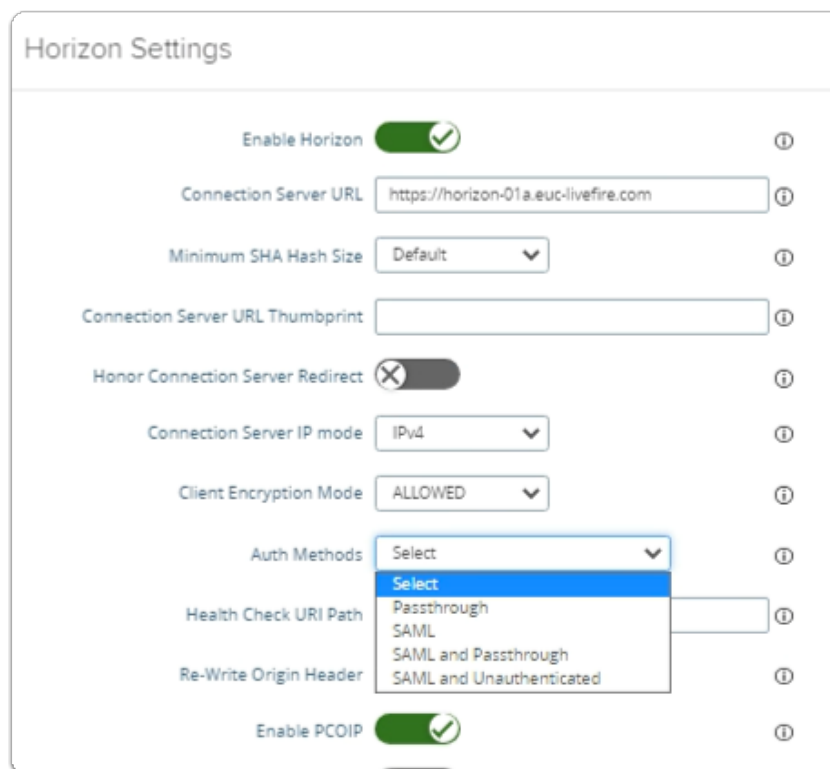 Horizon Settings
Enable Horizon
Connection Server URL https://horizon-01a.euc-livefire.com
Minimum SHA Hash Size Default
Connection Server URL Thumbprint
Honor Connection Server Redirect
Connection Server IP mode IPv4
Client Encryption Mode ALLOWED
Auth Methods Select
Select
Passthrough
Health Check URI Path
SAML
SAML and Passthrough
Re-Write Origin Header
SAML and Unauthenticated
Enable PCOIP